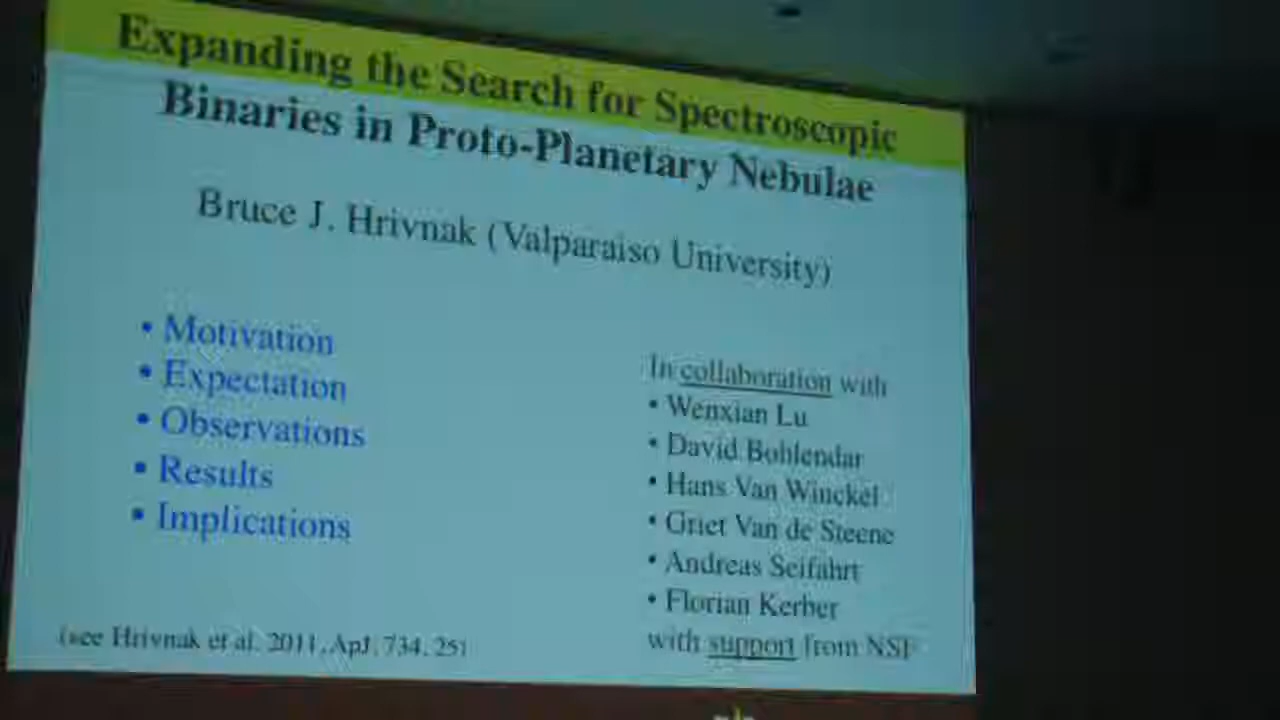 Expanding the Search for Spectroscopic
Binaries in Proto-Planetary Nebulae
Bruce J. Hrivnak (Valparaiso University)
• Motivation
• Expectation
• Observations
• Results
• Implications
In collaboration with
• Wenxian Lu
• David Bohlendar
• Hans Van Winckel
• Griet Van de Steene
• Andreas Seifahrt
• Florian Kerber
with support from NSF
(see Hrivnak et al. 2011, ApJ, 734, 25)